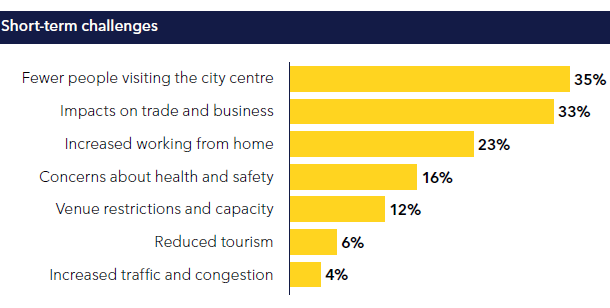 Short-term challenges
Fewer people visiting the city centre 35%
Impacts on trade and business 33%
Increased working from home 23%
Concerns about health and safety 16%
Venue restrictions and capacity 12%
Reduced tourism 6%
Increased traffic and congestion 4%